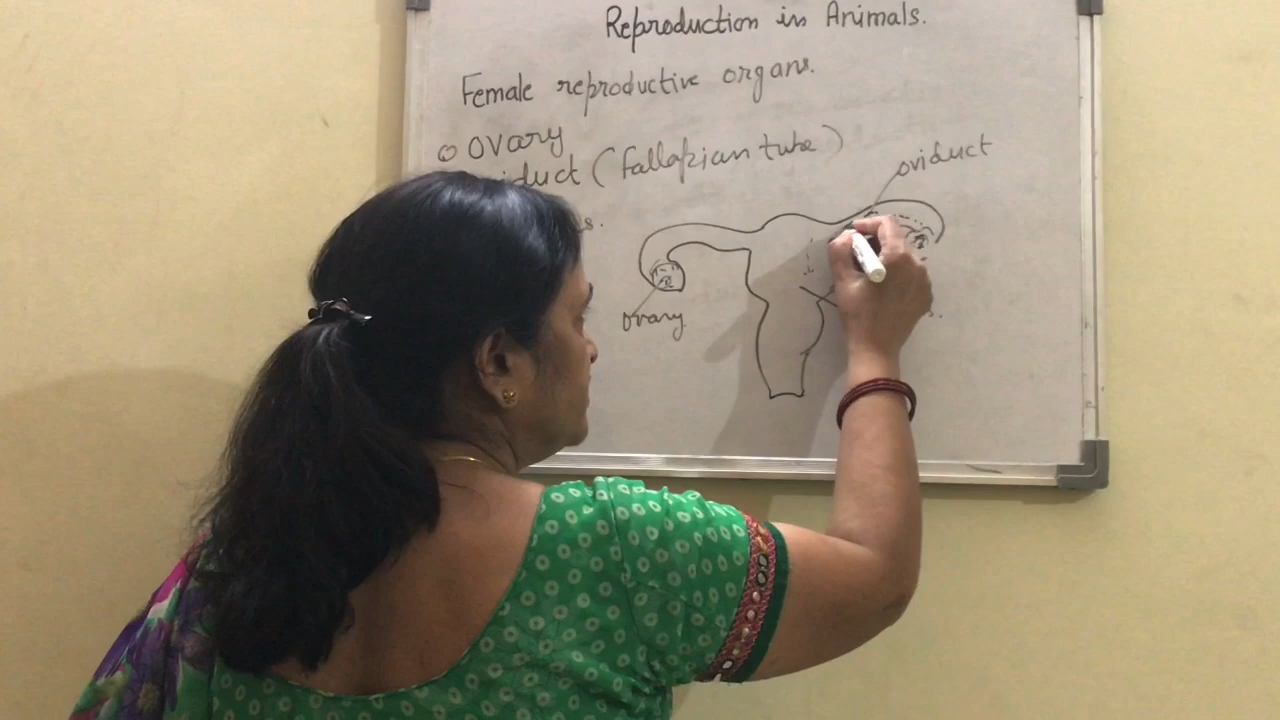 Reproduction in Animals.
Female reproductive organs.
ovary
(fallopian tube)
oviduct
ovary